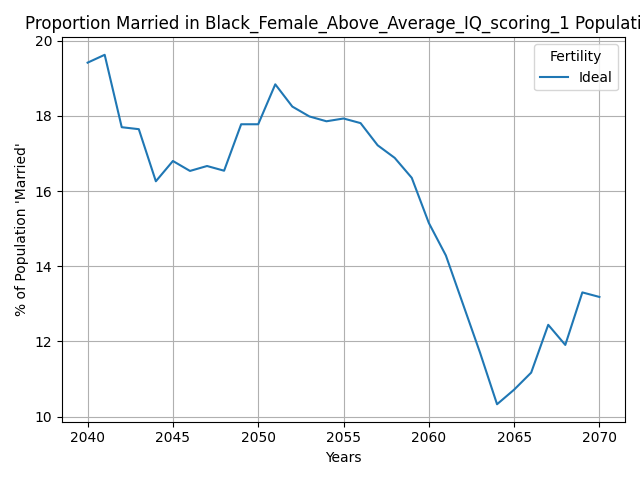 Proportion Married in Black_Female_Above_Average_IQ_scoring_1 Populati
Fertility
Ideal
% of Population 'Married'
20
18
16
14
12
10
2040 2045 2050 2055 2060 2065 2070
Years